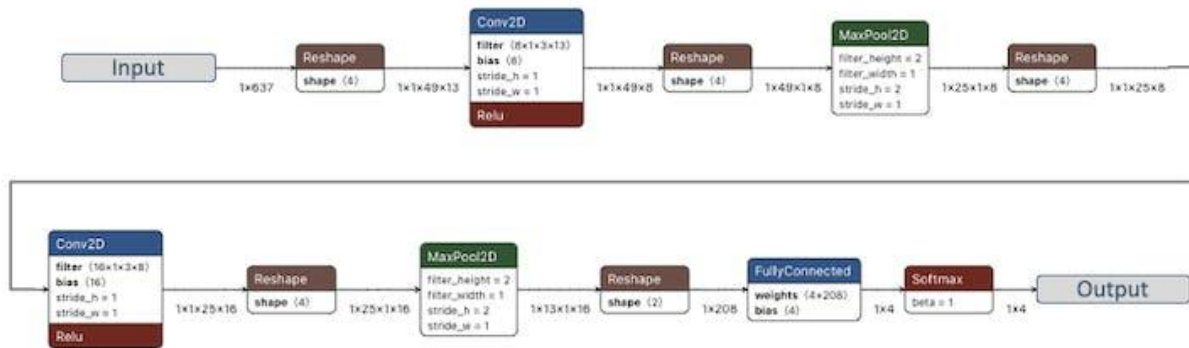 Input
1×637
Reshape
shape ⟨4⟩
1×1×49×13
Conv2D
filter ⟨8×1×3×13⟩
bias ⟨8⟩
stride_h = 1
stride_w = 1
Relu
1×1×49×8
Reshape
shape ⟨4⟩
1×49×1×8
MaxPool2D
filter_height = 2
filter_width = 1
stride_h = 2
stride_w = 1
1×25×1×8
Reshape
shape ⟨4⟩
1×1×25×8
Conv2D
filter ⟨16×1×3×8⟩
bias ⟨16⟩
stride_h = 1
stride_w = 1
Relu
1×1×25×16
Reshape
shape ⟨4⟩
1×25×1×16
MaxPool2D
filter_height = 2
filter_width = 1
stride_h = 2
stride_w = 1
1×13×1×16
Reshape
shape ⟨2⟩
1×208
FullyConnected
weights ⟨4×208⟩
bias ⟨4⟩
1×4
Softmax
beta = 1
1×4
Output